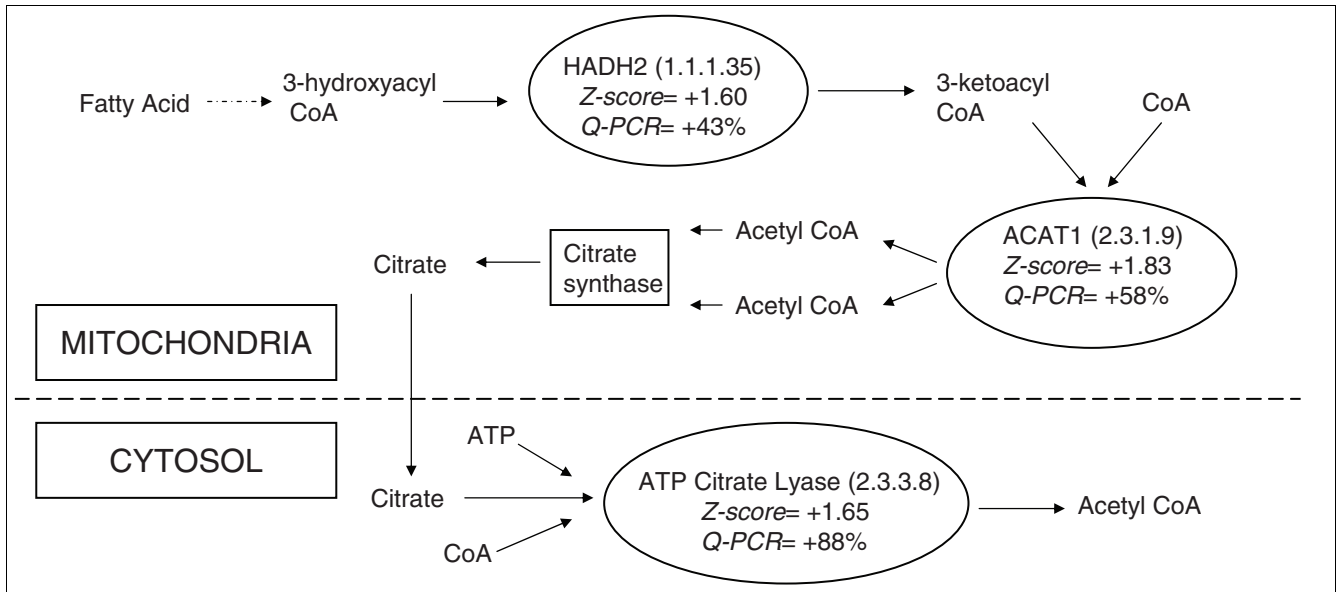 Fatty Acid
3-hydroxyacyl
CoA
HADH2 (1.1.1.35)
Z-score= +1.60
Q-PCR= +43%
3-ketoacyl
CoA
CoA
ACAT1 (2.3.1.9)
Z-score= +1.83
Q-PCR= +58%
Acetyl CoA
Acetyl CoA
Citrate
synthase
Citrate
MITOCHONDRIA
CYTOSOL
ATP
Citrate
CoA
ATP Citrate Lyase (2.3.3.8)
Z-score= +1.65
Q-PCR= +88%
Acetyl CoA